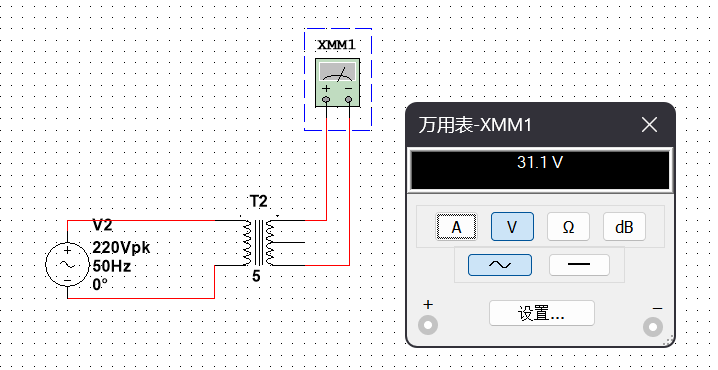 XMM1
万用表-XMM1
31.1 V
A
V
Ω
dB
设置...
+
−
T2
5
V2
220Vpk
50Hz
0°